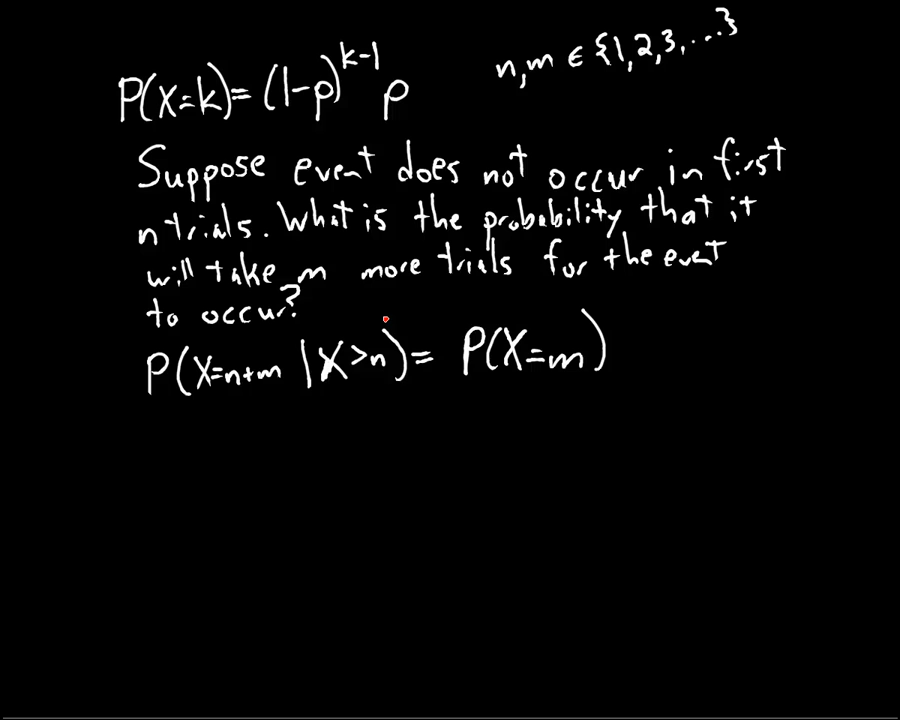 P(X=k)=(1-p)^{k-1} p
n,m ∈ {1,2,3,...}
Suppose event does not occur in first
n trials. What is the probability that it
will take m more trials for the event
to occur?
P(X=n+m | X>n) = P(X=m)